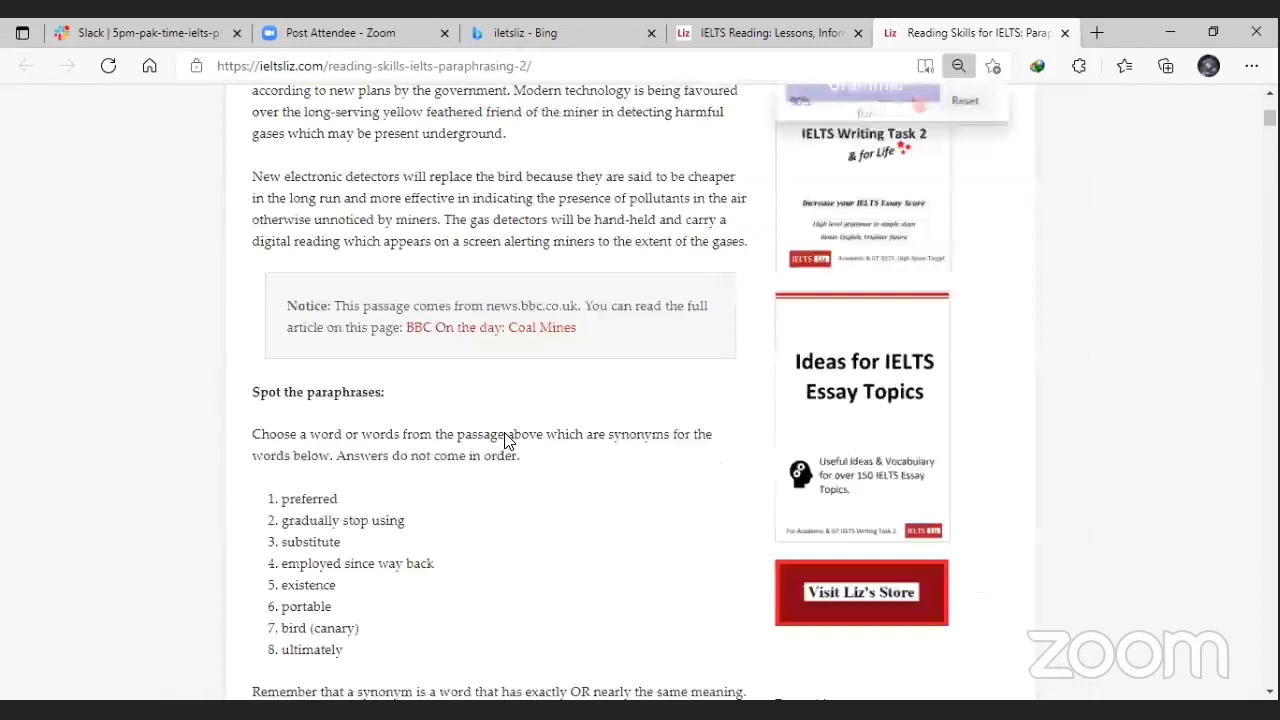 Slack | 5pm-pak-time-ielts-p
Post Attendee - Zoom
iletsliz - Bing
Liz IELTS Reading: Lessons, Infor
Liz Reading Skills for IELTS: Parap
https://ieltsliz.com/reading-skills-ielts-paraphrasing-2/
90%
Reset
according to new plans by the government. Modern technology is being favoured
over the long-serving yellow feathered friend of the miner in detecting harmful
gases which may be present underground.
New electronic detectors will replace the bird because they are said to be cheaper
in the long run and more effective in indicating the presence of pollutants in the air
otherwise unnoticed by miners. The gas detectors will be hand-held and carry a
digital reading which appears on a screen alerting miners to the extent of the gases.
Notice: This passage comes from news.bbc.co.uk. You can read the full
article on this page: BBC On the day: Coal Mines
Spot the paraphrases:
Choose a word or words from the passage above which are synonyms for the
words below. Answers do not come in order.
1. preferred
2. gradually stop using
3. substitute
4. employed since way back
5. existence
6. portable
7. bird (canary)
8. ultimately
Remember that a synonym is a word that has exactly OR nearly the same meaning.
Grammar
for
IELTS Writing Task 2
& for Life
Increase your IELTS Essay Score
High level grammar in simple steps
Better English, Brighter future
IELTS Liz
Ideas for IELTS
Essay Topics
Useful Ideas & Vocabulary
for over 150 IELTS Essay
Topics.
For Academic & GT IELTS Writing Task 2
IELTS Liz
Visit Liz's Store
zoom